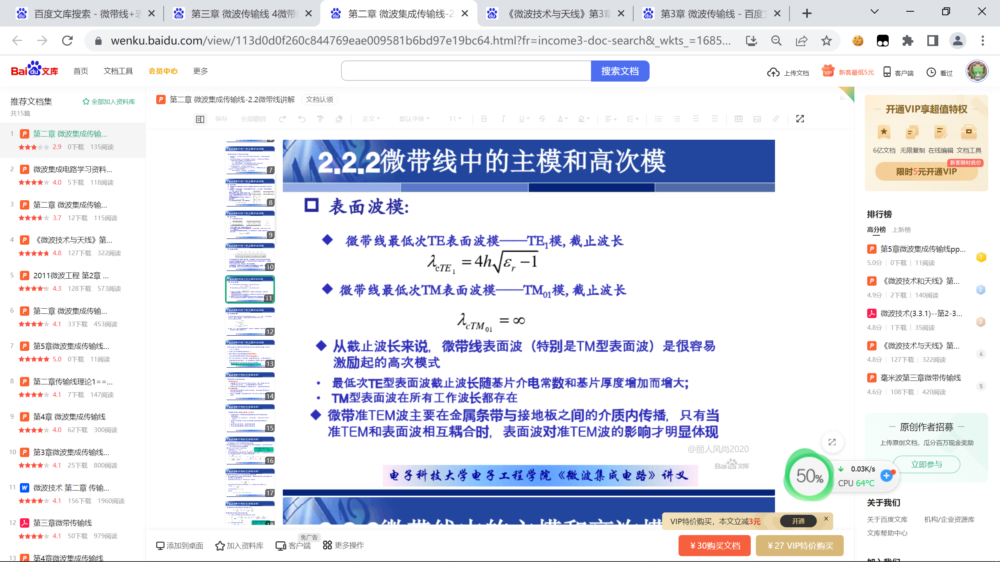 百度文库搜索 - 微带线+表
第三章 微波传输线 4微带线
第二章 微波集成传输线-2
《微波技术与天线》第3章
第3章 微波传输线 - 百度文
wenku.baidu.com/view/113d0d0f260c844769eae009581b6bd97e19bc64.html?fr=income3-doc-search&_wkts_=1685...
Bai du 文库
首页
文档工具
会员中心
更多
搜索文档
上传文档
VIP
新客最低5元
客户端
看过
推荐文档集
全部加入资料库
共15篇
1 第二章 微波集成传输...
2.9 0下载 135阅读
2 微波集成电路学习资料...
4.0 5下载 118阅读
3 第二章 微波集成传输...
3.7 12下载 115阅读
4 《微波技术与天线》第...
4.8 127下载 322阅读
5 2011微波工程 第2章 ...
4.3 128下载 573阅读
6 第二章 微波集成传输...
4.1 33下载 453阅读
7 第5章微波集成传输线...
5.0 0下载 11阅读
8 第二章传输线理论1==...
4.1 7下载 147阅读
9 第4章 微波集成传输线
4.0 62下载 300阅读
10 第3章微波集成传输线...
4.1 25下载 800阅读
11 微波技术 第二章 传输...
4.1 156下载 1960阅读
12 第三章微带传输线
4.1 50下载 979阅读
13 第4章微波集成传输线
第二章 微波集成传输线-2.2微带线讲解
文档认领
保存 全部撤销 正文 默认字体 11
7
8
9
10
11
12
13
14
15
16
17
18
2.2.2微带线中的主模和高次模
表面波模:
微带线最低次TE表面波模——TE1模, 截止波长
λcTE1 = 4h√(εr −1)
微带线最低次TM表面波模——TM01模, 截止波长
λcTM01 = ∞
从截止波长来说，微带线表面波（特别是TM型表面波）是很容易
激励起的高次模式
• 最低次TE型表面波截止波长随基片介电常数和基片厚度增加而增大;
• TM型表面波在所有工作波长都存在
微带准TEM波主要在金属条带与接地板之间的介质内传播，只有当
准TEM和表面波相互耦合时，表面波对准TEM波的影响才明显体现
@丽人风尚2020
Bai du 文库
电子科技大学电子工程学院《微波集成电路》讲义
2.2.2微带线中的主模和高次模
VIP特价购买，本文立减3元
开通
添加到桌面
加入资料库
客户端
免广告
更多操作
¥30购买文档
¥27 VIP特价购买
开通VIP享超值特权
6亿文档 无限复制 在线编辑 文档工具
新客限时低价
限时5元开通VIP
排行榜
高分榜 上新榜
第5章微波集成传输线pp...
5.0分 0下载 11阅读
1
《微波技术和天线》第...
4.9分 2下载 140阅读
2
微波技术(3.3.1)--第2-3...
4.8分 1下载 35阅读
3
《微波技术与天线》第...
4.8分 127下载 322阅读
4
毫米波第三章微带传输线
4.6分 108下载 420阅读
5
原创作者招募
上传原创文档，瓜分百万现金奖励
立即参与
50%
0.03K/s
CPU 64°C
关于我们
关于百度文库 机构/企业资源库
文库帮助中心
加入我们